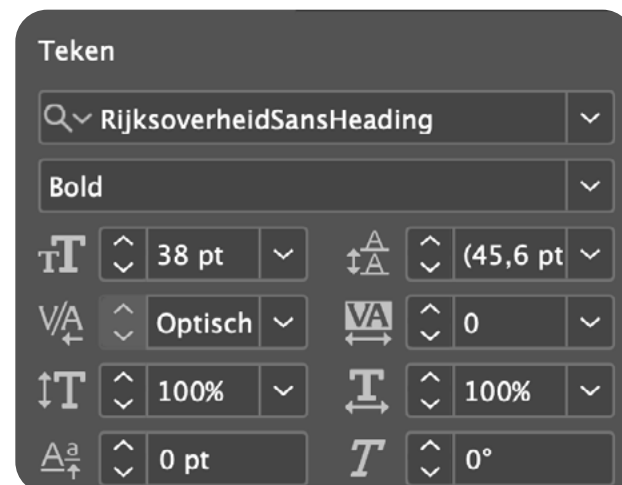 Teken
RijksoverheidSansHeading
Bold
38 pt (45,6 pt
Optisch 0
100% 100%
0 pt 0°